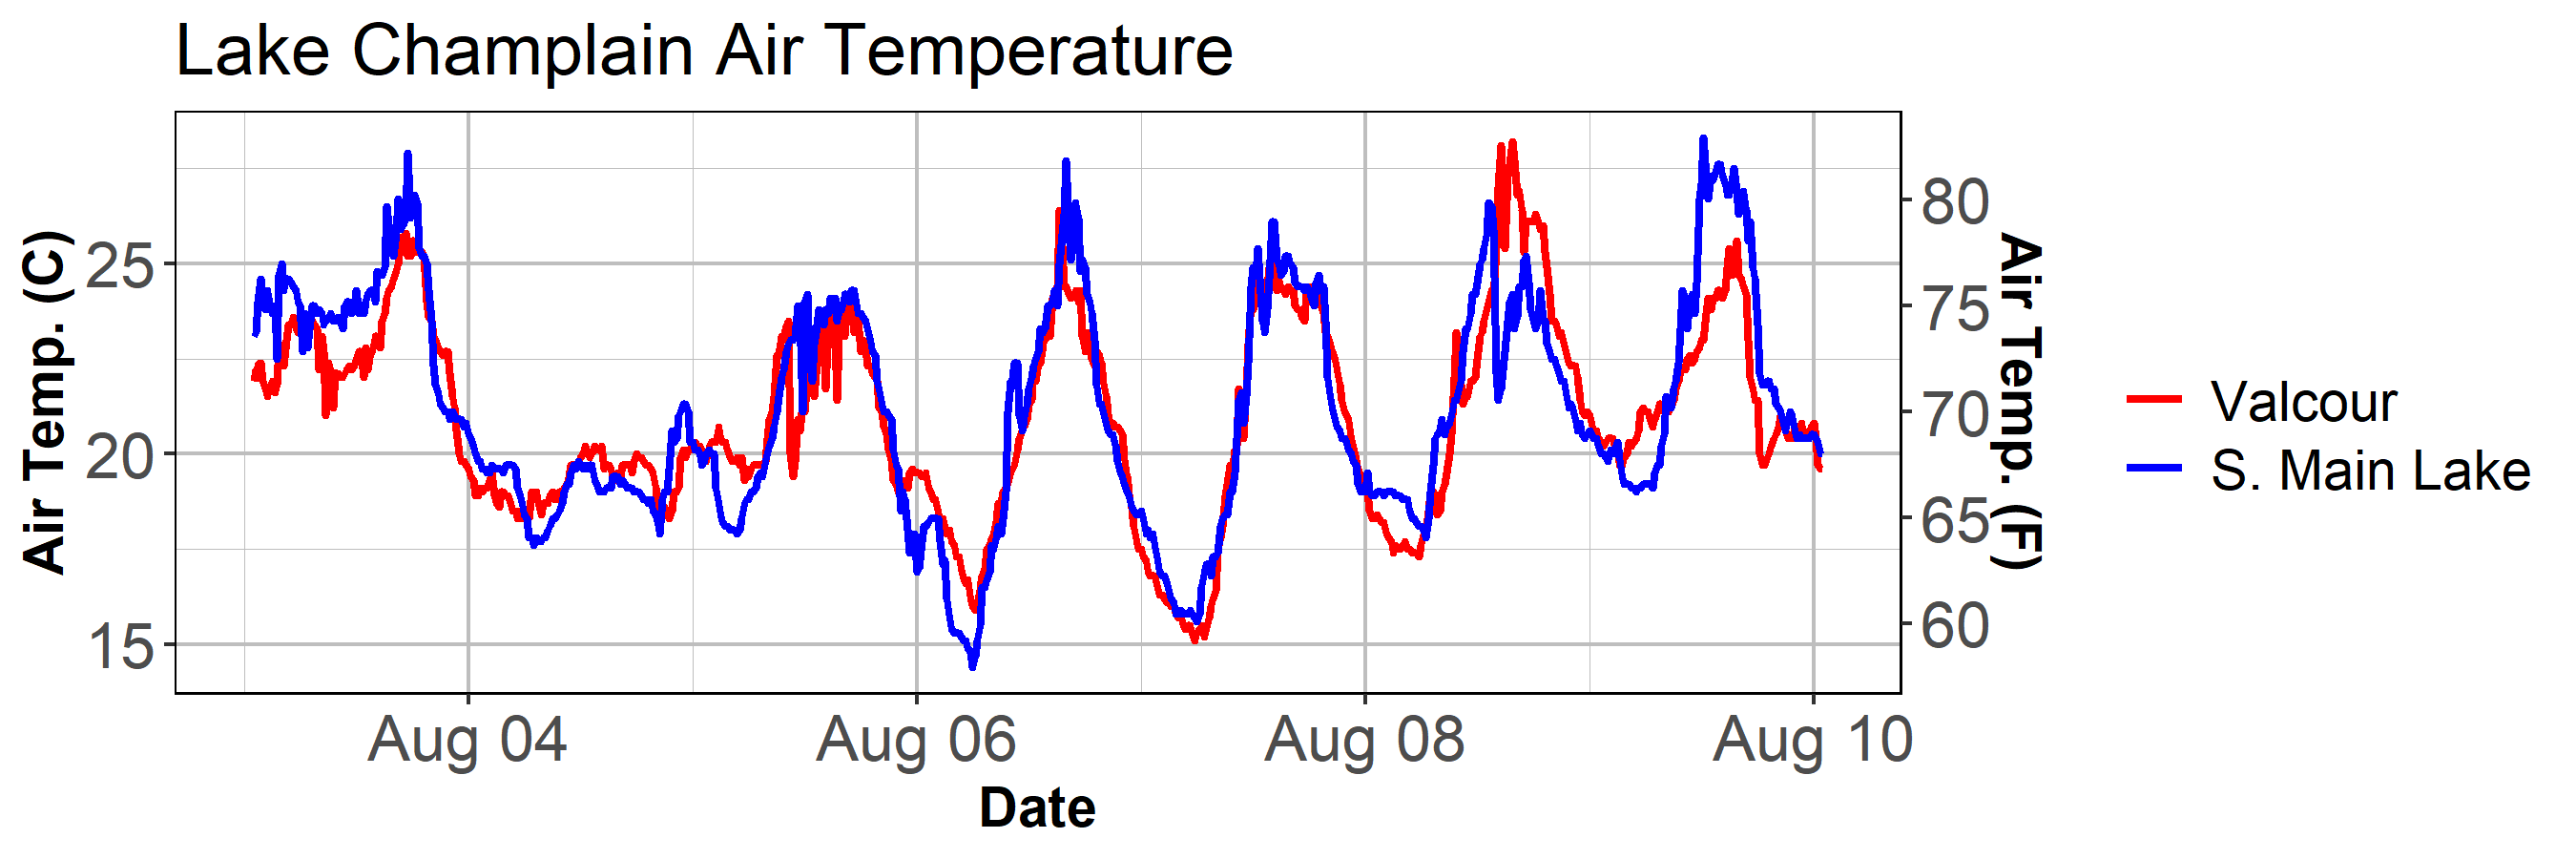 Lake Champlain Air Temperature
Air Temp. (C)
25
20
15
80
75
70
65
60
Air Temp. (F)
Aug 04
Aug 06
Aug 08
Aug 10
Date
Valcour
S. Main Lake